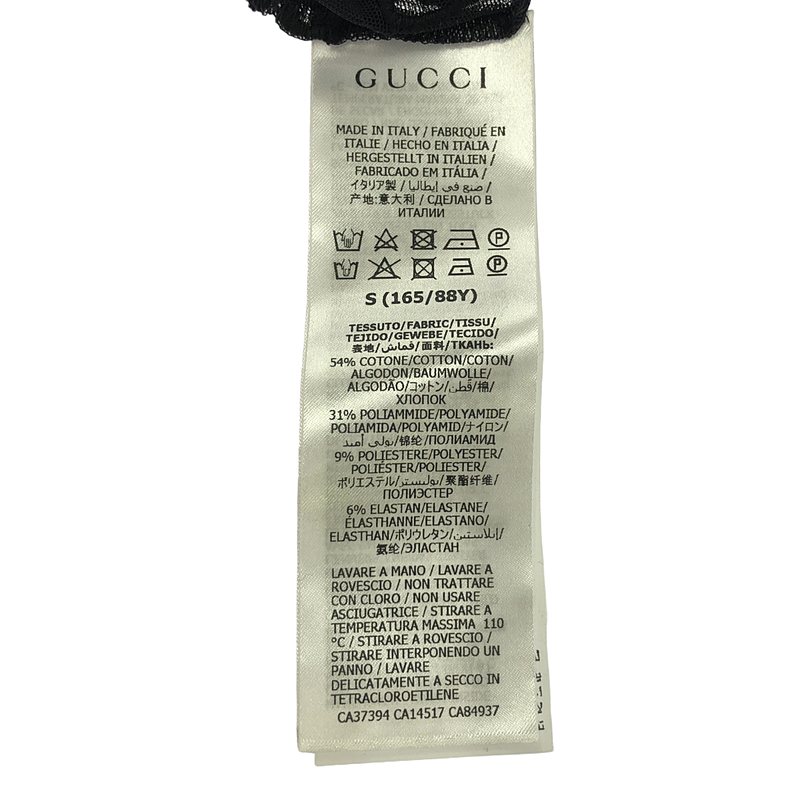 GUCCI
MADE IN ITALY / FABRIQUÉ EN
ITALIE / HECHO EN ITALIA /
HERGESTELLT IN ITALIEN /
FABRICADO EM ITÁLIA /
イタリア製 / صنع في إيطاليا /
产地:意大利 / СДЕЛАНО В
ИТАЛИИ
P
P
S (165/88Y)
TESSUTO/FABRIC/TISSU/
TEJIDO/GEWEBE/TECIDO/
表地/قماش/面料/ТКАНЬ:
54% COTONE/COTTON/COTON/
ALGODON/BAUMWOLLE/
ALGODÃO/コットン/قطن/棉/
ХЛОПОК
31% POLIAMMIDE/POLYAMIDE/
POLIAMIDA/POLYAMID/ナイロン/
بولي أميد/锦纶/ПОЛИАМИД
9% POLIESTERE/POLYESTER/
POLIÉSTER/POLIESTER/
ポリエステル/بوليستر/聚酯纤维/
ПОЛИЭСТЕР
6% ELASTAN/ELASTANE/
ÉLASTHANNE/ELASTANO/
ELASTHAN/ポリウレタン/إيلاستين/
氨纶/ЭЛАСТАН
LAVARE A MANO / LAVARE A
ROVESCIO / NON TRATTARE
CON CLORO / NON USARE
ASCIUGATRICE / STIRARE A
TEMPERATURA MASSIMA 110
°C / STIRARE A ROVESCIO /
STIRARE INTERPONENDO UN
PANNO / LAVARE
DELICATAMENTE A SECCO IN
TETRACLOROETILENE
CA37394 CA14517 CA84937